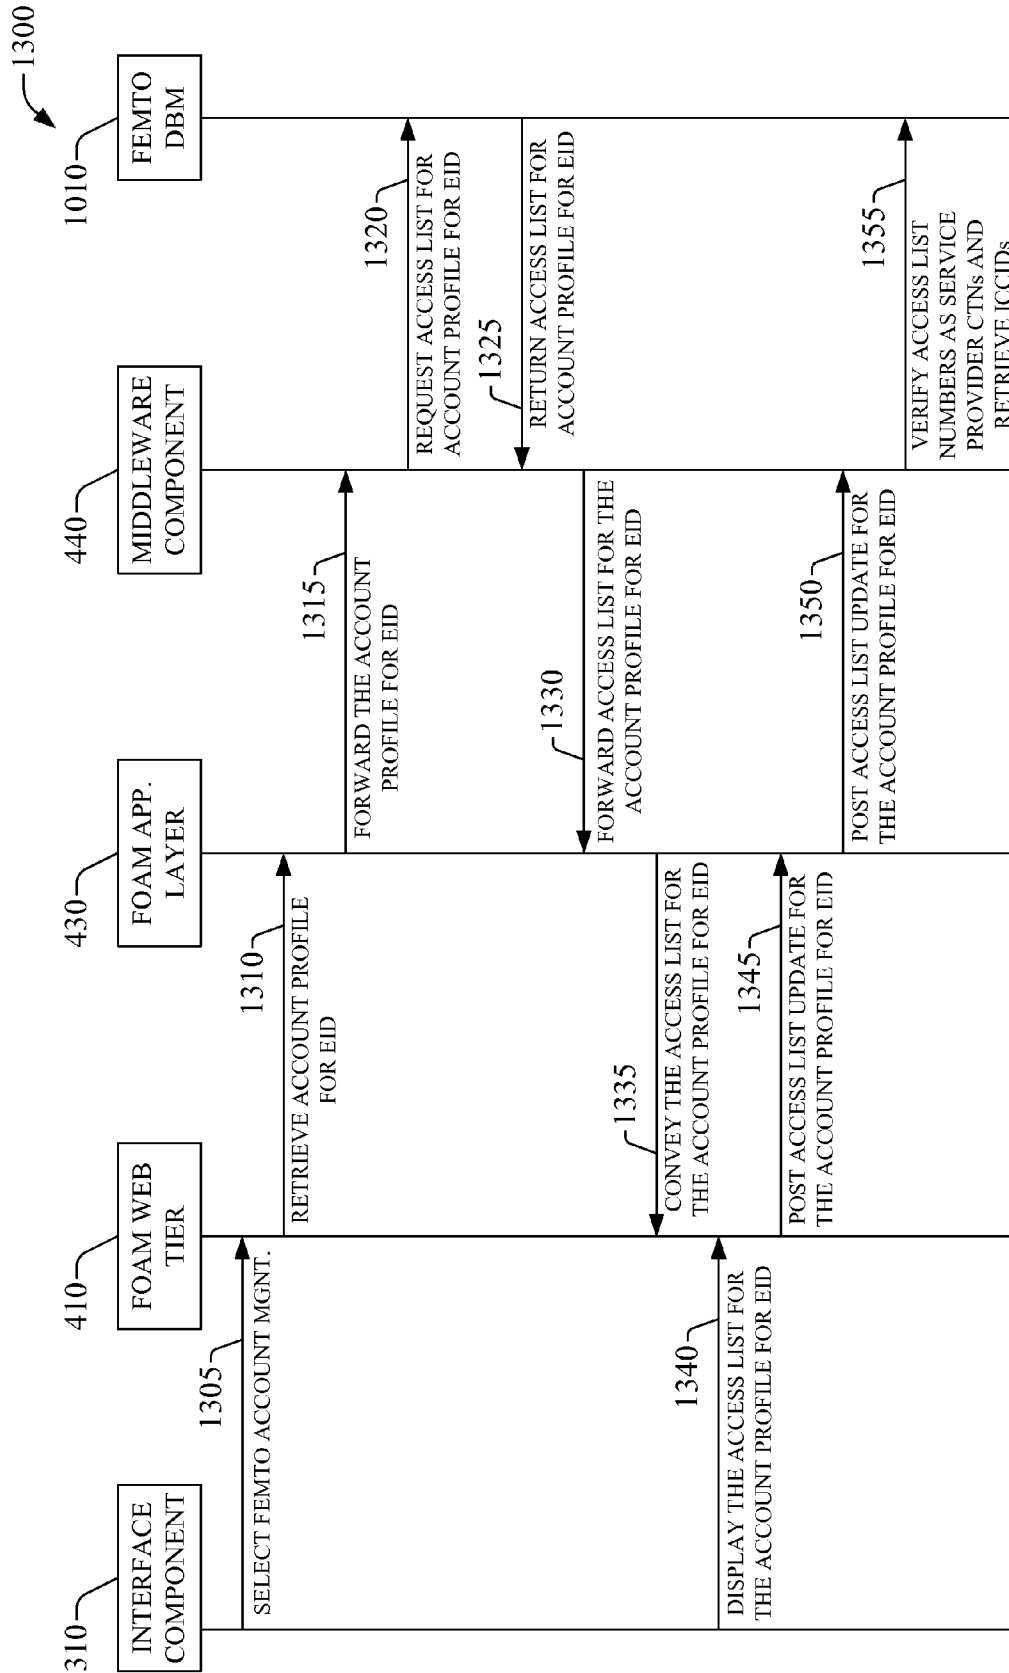 1300
310
INTERFACE
COMPONENT
410
FOAM WEB
TIER
430
FOAM APP.
LAYER
440
MIDDLEWARE
COMPONENT
1010
FEMTO
DBM
1305
SELECT FEMTO ACCOUNT MGNT.
1310
RETRIEVE ACCOUNT PROFILE
FOR EID
1315
FORWARD THE ACCOUNT
PROFILE FOR EID
1320
REQUEST ACCESS LIST FOR
ACCOUNT PROFILE FOR EID
1325
RETURN ACCESS LIST FOR
ACCOUNT PROFILE FOR EID
1330
FORWARD ACCESS LIST FOR THE
ACCOUNT PROFILE FOR EID
1335
CONVEY THE ACCESS LIST FOR
THE ACCOUNT PROFILE FOR EID
1340
DISPLAY THE ACCESS LIST FOR
THE ACCOUNT PROFILE FOR EID
1345
POST ACCESS LIST UPDATE FOR
THE ACCOUNT PROFILE FOR EID
1350
POST ACCESS LIST UPDATE FOR
THE ACCOUNT PROFILE FOR EID
1355
VERIFY ACCESS LIST
NUMBERS AS SERVICE
PROVIDER CTNs AND
RETRIEVE ICCIDs